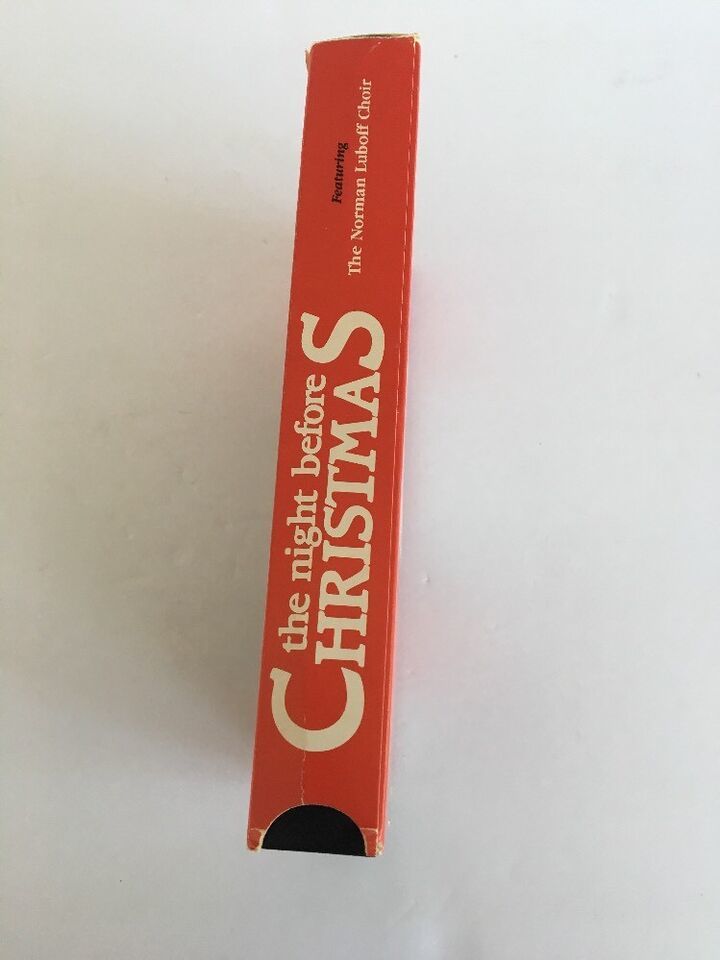 the night before
CHRISTMAS
Featuring
The Norman Luboff Choir